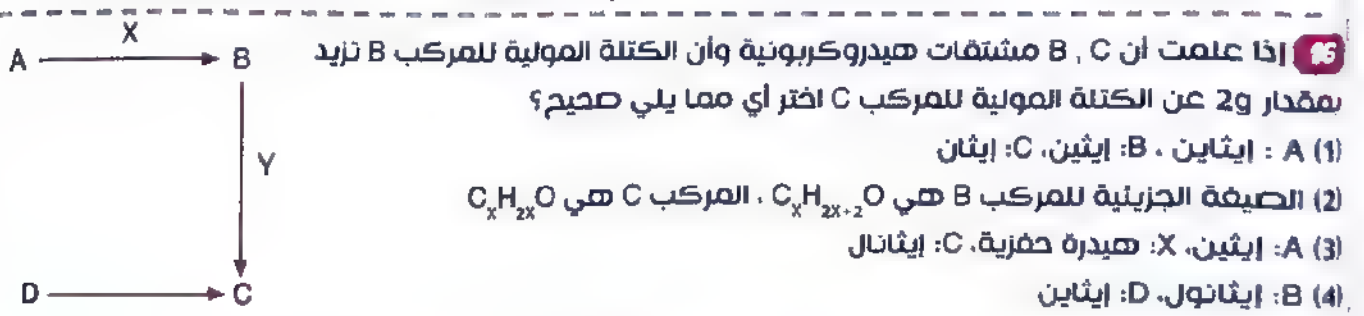 16 إذا علمت أن B , C مشتقات هيدروكربونية وأن الكتلة المولية للمركب B تزيد
بمقدار 2g عن الكتلة المولية للمركب C اختر أي مما يلي صحيح؟
(1) A : إيثاين ، B: إيثين، C: إيثان
(2) الصيغة الجزيئية للمركب B هي CₓH₂ₓ₊₂O ، المركب C هي CₓH₂ₓO
(3) A: إيثين، X: هيدرة حفزية، C: إيثانال
(4) B: إيثانول، D: إيثاين
A X B
Y
D C